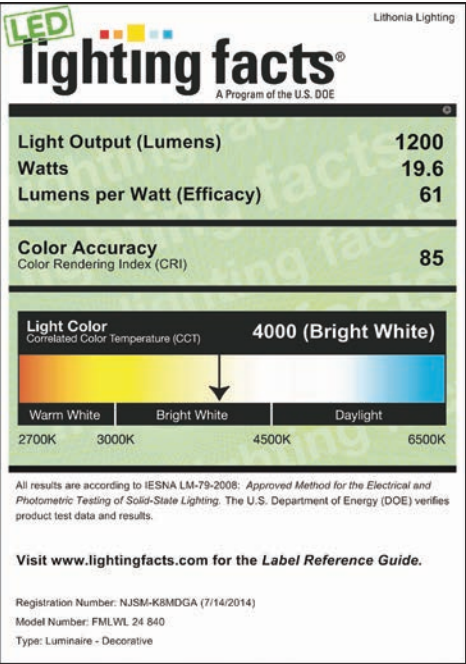 Lithonia Lighting
LED
lighting facts®
A Program of the U.S. DOE
Light Output (Lumens) 1200
Watts 19.6
Lumens per Watt (Efficacy) 61
Color Accuracy
Color Rendering Index (CRI) 85
Light Color
Correlated Color Temperature (CCT) 4000 (Bright White)
Warm White Bright White Daylight
2700K 3000K 4500K 6500K
All results are according to IESNA LM-79-2008: Approved Method for the Electrical and
Photometric Testing of Solid-State Lighting. The U.S. Department of Energy (DOE) verifies
product test data and results.
Visit www.lightingfacts.com for the Label Reference Guide.
Registration Number: NJSM-K8MDGA (7/14/2014)
Model Number: FMLWL 24 840
Type: Luminaire - Decorative